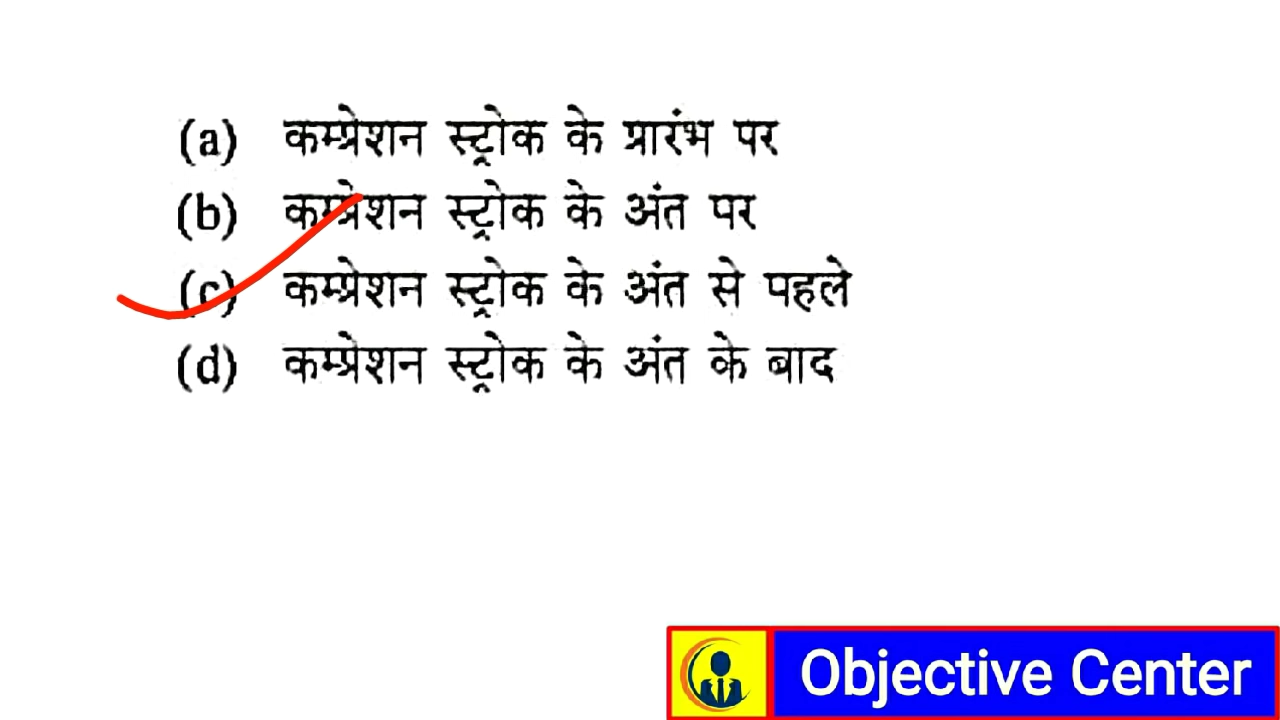 (a) कम्प्रेशन स्ट्रोक के प्रारंभ पर
(b) कम्प्रेशन स्ट्रोक के अंत पर
(c) कम्प्रेशन स्ट्रोक के अंत से पहले
(d) कम्प्रेशन स्ट्रोक के अंत के बाद
Objective Center